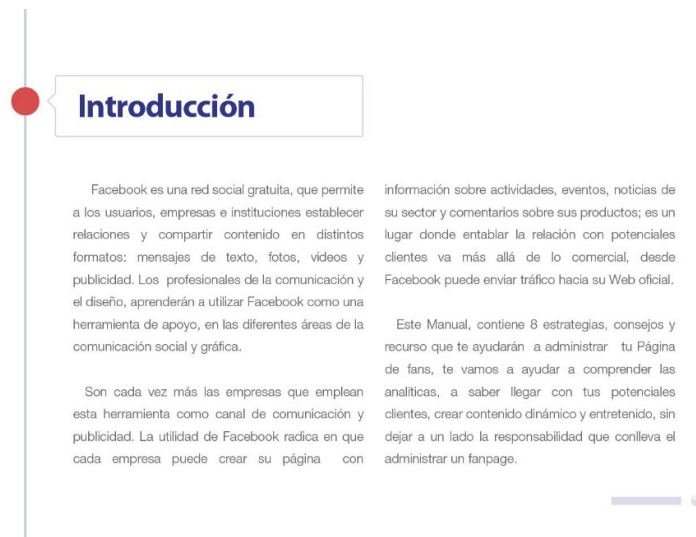 Introducción
Facebook es una red social gratuita, que permite
a los usuarios, empresas e instituciones establecer
relaciones y compartir contenido en distintos
formatos: mensajes de texto, fotos, videos y
publicidad. Los profesionales de la comunicación y
el diseño, aprenderán a utilizar Facebook como una
herramienta de apoyo, en las diferentes áreas de la
comunicación social y gráfica.
Son cada vez más las empresas que emplean
esta herramienta como canal de comunicación y
publicidad. La utilidad de Facebook radica en que
cada empresa puede crear su página con
información sobre actividades, eventos, noticias de
su sector y comentarios sobre sus productos; es un
lugar donde entablar la relación con potenciales
clientes va más allá de lo comercial, desde
Facebook puede enviar tráfico hacia su Web oficial.
Este Manual, contiene 8 estrategias, consejos y
recurso que te ayudarán a administrar tu Página
de fans, te vamos a ayudar a comprender las
analíticas, a saber llegar con tus potenciales
clientes, crear contenido dinámico y entretenido, sin
dejar a un lado la responsabilidad que conlleva el
administrar un fanpage.